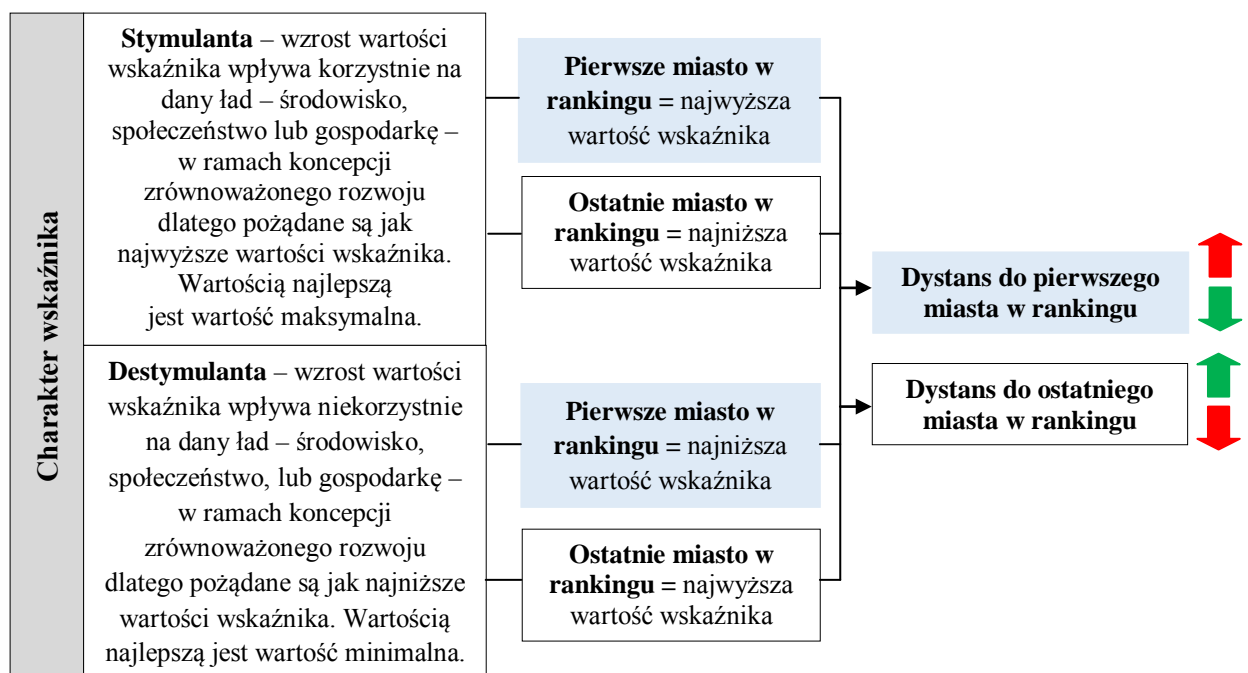 Charakter wskaźnika
Stymulanta – wzrost wartości
wskaźnika wpływa korzystnie na
dany ład – środowisko,
społeczeństwo lub gospodarkę –
w ramach koncepcji
zrównoważonego rozwoju
dlatego pożądane są jak
najwyższe wartości wskaźnika.
Wartością najlepszą
jest wartość maksymalna.
Destymulanta – wzrost wartości
wskaźnika wpływa niekorzystnie
na dany ład – środowisko,
społeczeństwo, lub gospodarkę –
w ramach koncepcji
zrównoważonego rozwoju
dlatego pożądane są jak najniższe
wartości wskaźnika. Wartością
najlepszą jest wartość minimalna.
Pierwsze miasto w
rankingu = najwyższa
wartość wskaźnika
Ostatnie miasto w
rankingu = najniższa
wartość wskaźnika
Pierwsze miasto w
rankingu = najniższa
wartość wskaźnika
Ostatnie miasto w
rankingu = najwyższa
wartość wskaźnika
Dystans do pierwszego
miasta w rankingu
Dystans do ostatniego
miasta w rankingu